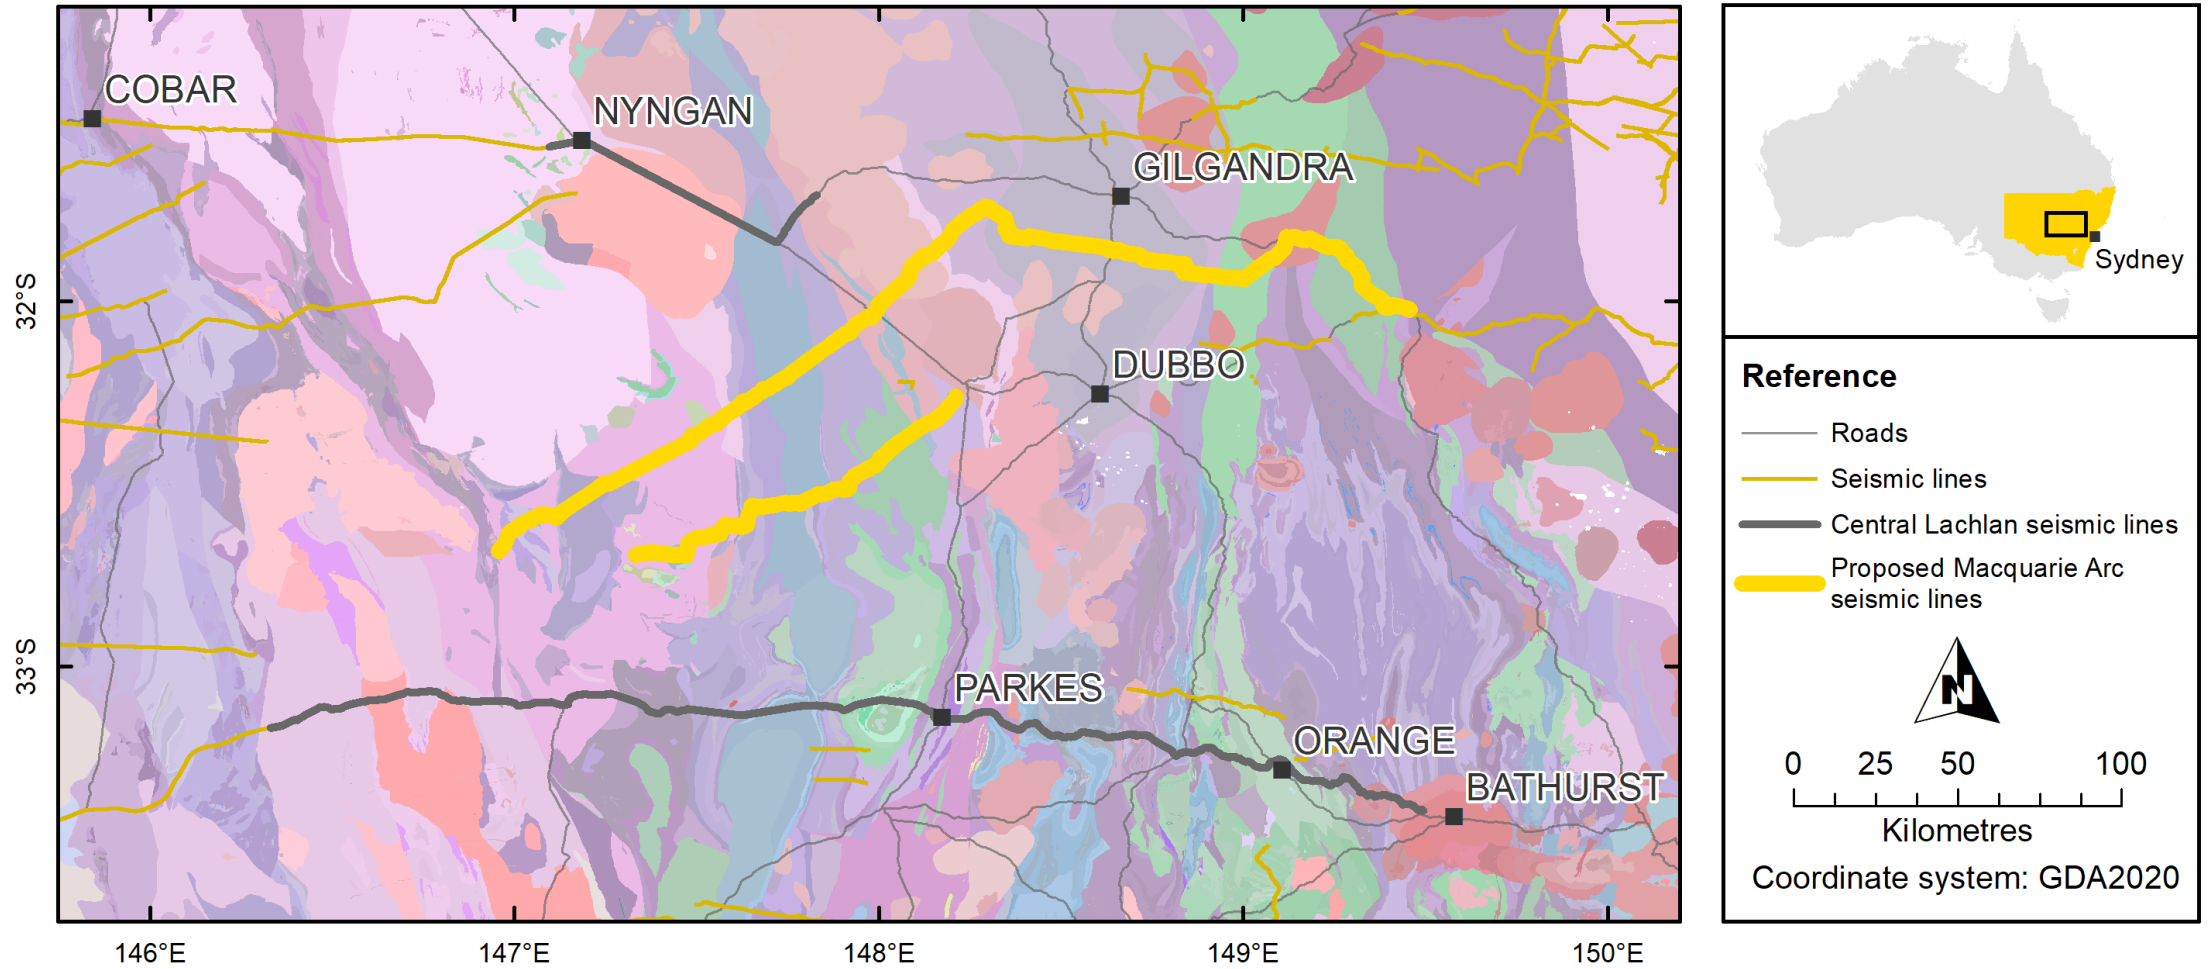 COBAR
NYNGAN
GILGANDRA
DUBBO
PARKES
ORANGE
BATHURST
32°S
33°S
146°E
147°E
148°E
149°E
150°E
Sydney
Reference
Roads
Seismic lines
Central Lachlan seismic lines
Proposed Macquarie Arc
seismic lines
N
0 25 50 100
Kilometres
Coordinate system: GDA2020